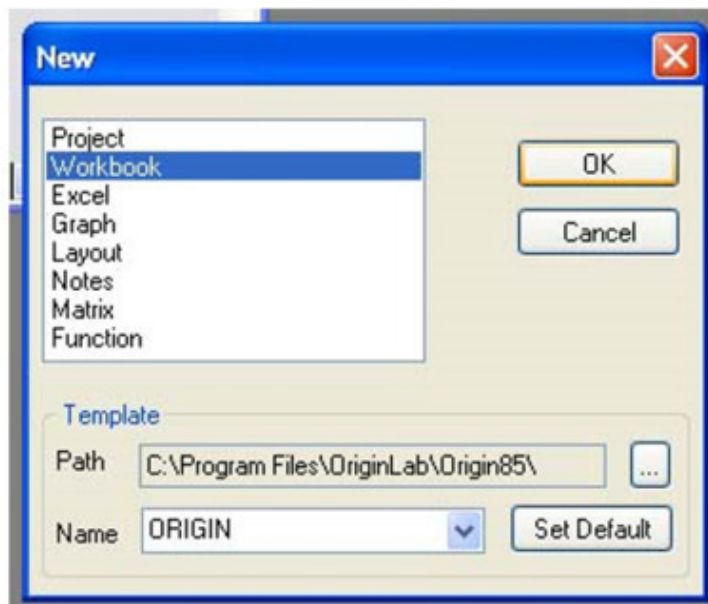 New
Project
Workbook
Excel
Graph
Layout
Notes
Matrix
Function
OK
Cancel
Template
Path C:\Program Files\OriginLab\Origin85\ ...
Name ORIGIN Set Default